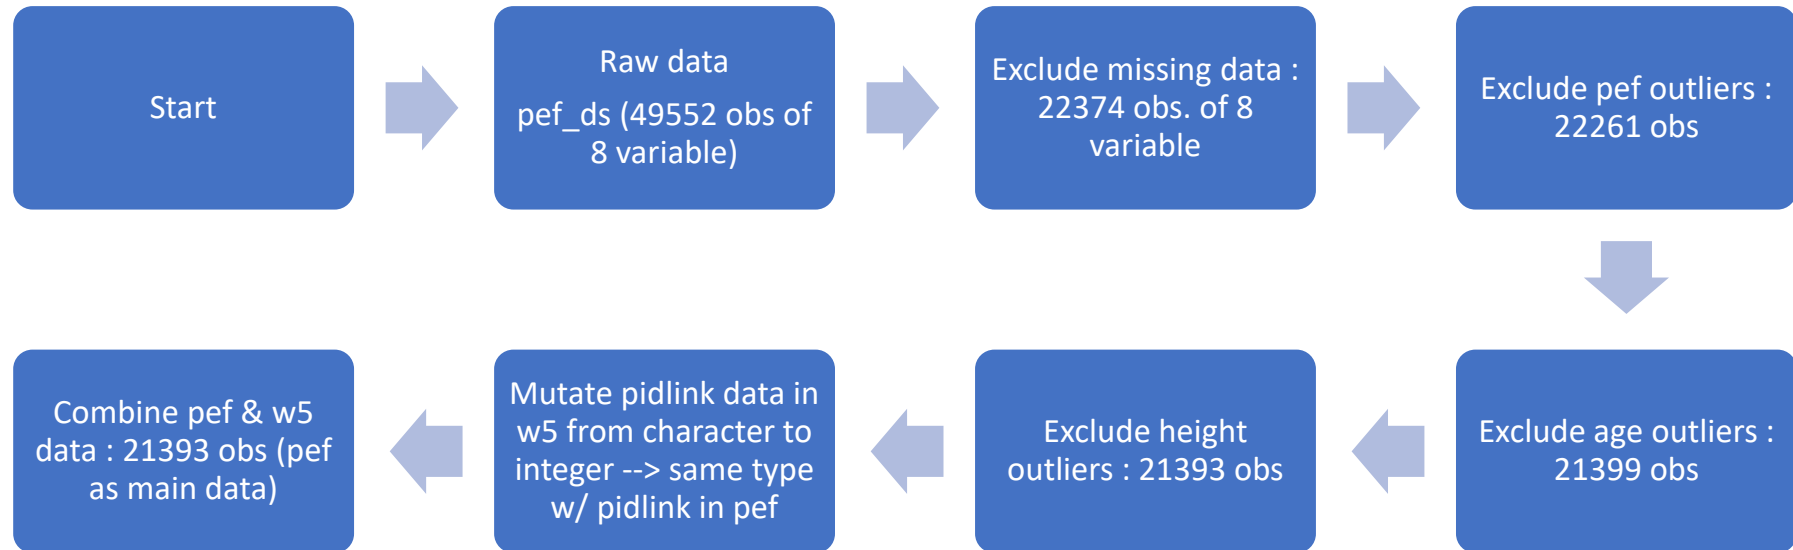 Start
Raw data
pef_ds (49552 obs of
8 variable)
Exclude missing data :
22374 obs. of 8
variable
Exclude pef outliers :
22261 obs
Exclude age outliers :
21399 obs
Exclude height
outliers : 21393 obs
Mutate pidlink data in
w5 from character to
integer --> same type
w/ pidlink in pef
Combine pef & w5
data : 21393 obs (pef
as main data)